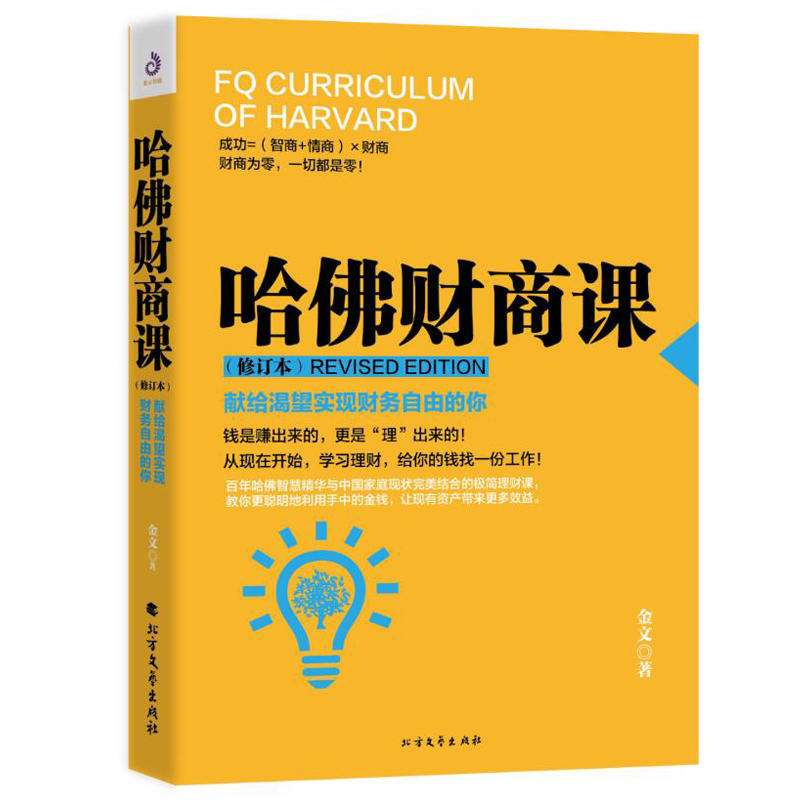 FQ CURRICULUM
OF HARVARD
成功=（智商+情商）×财商
财商为零，一切都是零！
哈佛财商课
（修订本）REVISED EDITION
献给渴望实现财务自由的你
钱是赚出来的，更是“理”出来的！
从现在开始，学习理财，给你的钱找一份工作！
百年哈佛智慧精华与中国家庭现状完美结合的极简理财课，
教你更聪明地利用手中的金钱，让现有资产带来更多效益。
金文◎著
北方文艺出版社
哈佛财商课
（修订本）
献给渴望实现
财务自由的你
金文◎著
北方文艺出版社